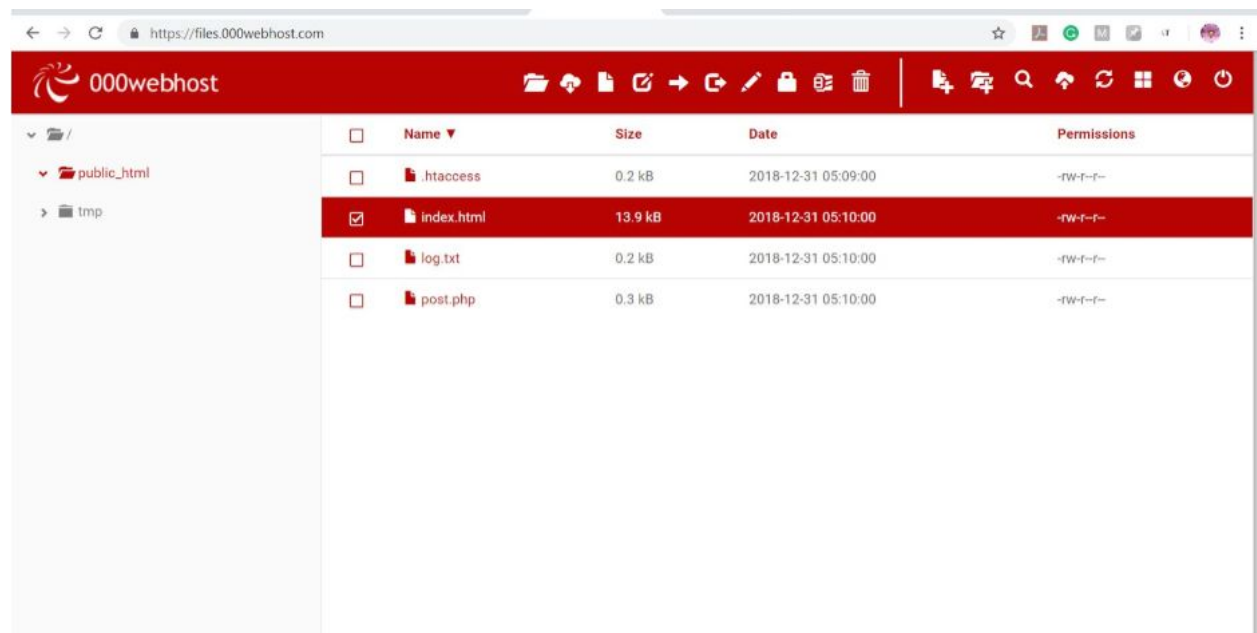 https://files.000webhost.com
000webhost
/
Name ▼ Size Date Permissions
public_html
.htaccess 0.2 kB 2018-12-31 05:09:00 -rw-r--r--
tmp
index.html 13.9 kB 2018-12-31 05:10:00 -rw-r--r--
log.txt 0.2 kB 2018-12-31 05:10:00 -rw-r--r--
post.php 0.3 kB 2018-12-31 05:10:00 -rw-r--r--